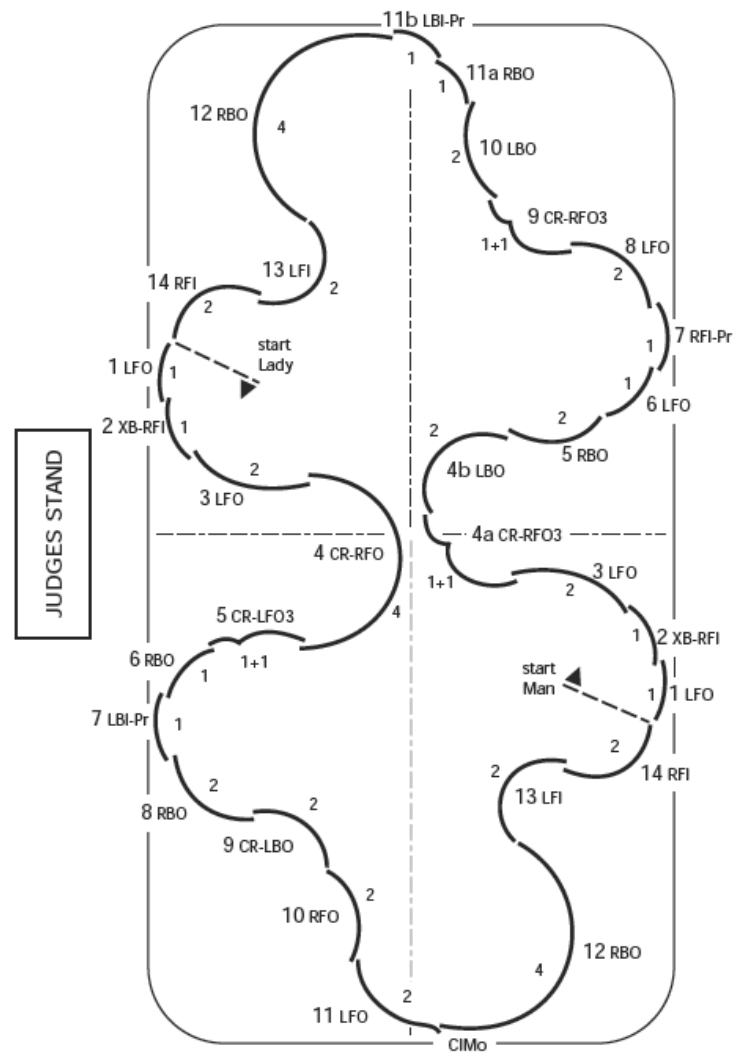 11b LBI-Pr
1
11a RBO
1
12 RBO
4
2
10 LBO
9 CR-RFO3
1+1
8 LFO
2
13 LFI
2
14 RFI
2
7 RFI-Pr
1
start
Lady
1 LFO
1
1
6 LFO
2 XB-RFI
1
2
5 RBO
2
4b LBO
2
3 LFO
JUDGES STAND
4 CR-RFO
4
4a CR-RFO3
1+1
3 LFO
2
5 CR-LFO3
1+1
2 XB-RFI
1
6 RBO
1
start
Man
1
1 LFO
7 LBI-Pr
1
2
14 RFI
2
13 LFI
2
8 RBO
2
9 CR-LBO
2
10 RFO
12 RBO
4
2
11 LFO
ClMo